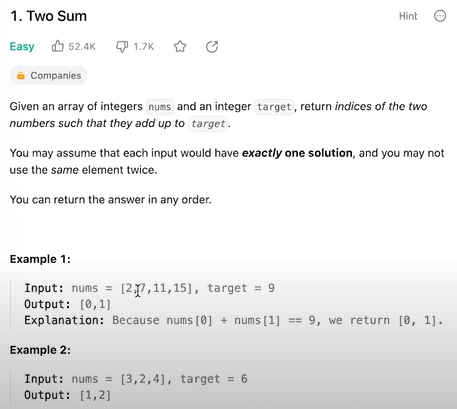 1. Two Sum
Hint
Easy 52.4K 1.7K
Companies
Given an array of integers nums and an integer target, return indices of the two
numbers such that they add up to target.
You may assume that each input would have exactly one solution, and you may not
use the same element twice.
You can return the answer in any order.
Example 1:
Input: nums = [2,7,11,15], target = 9
Output: [0,1]
Explanation: Because nums[0] + nums[1] == 9, we return [0, 1].
Example 2:
Input: nums = [3,2,4], target = 6
Output: [1,2]